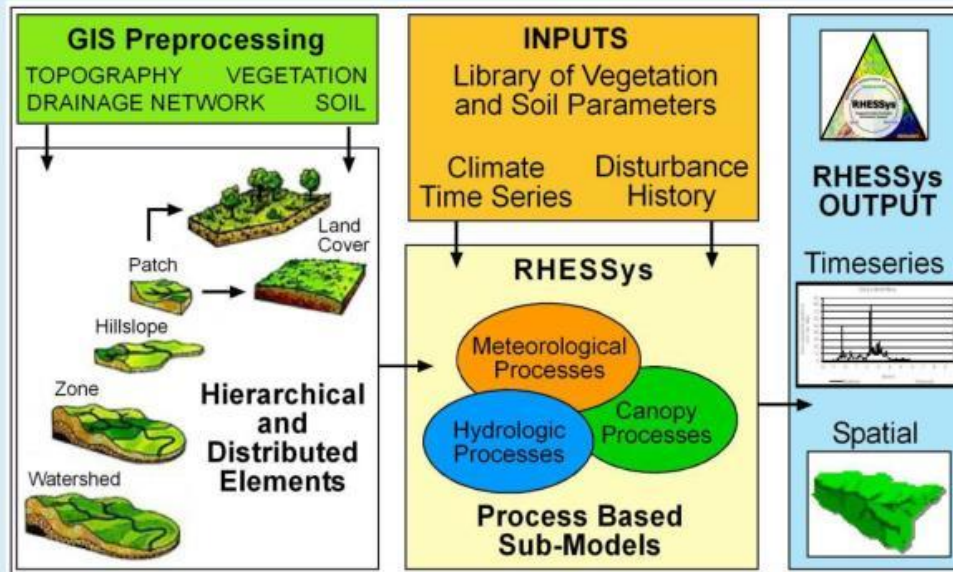 GIS Preprocessing
TOPOGRAPHY VEGETATION
DRAINAGE NETWORK SOIL
Land
Cover
Patch
Hillslope
Zone
Watershed
Hierarchical
and
Distributed
Elements
INPUTS
Library of Vegetation
and Soil Parameters
Climate
Time Series
Disturbance
History
RHESSys
Meteorological
Processes
Hydrologic
Processes
Canopy
Processes
Process Based
Sub-Models
RHESSys
RHESSys
OUTPUT
Timeseries
Spatial